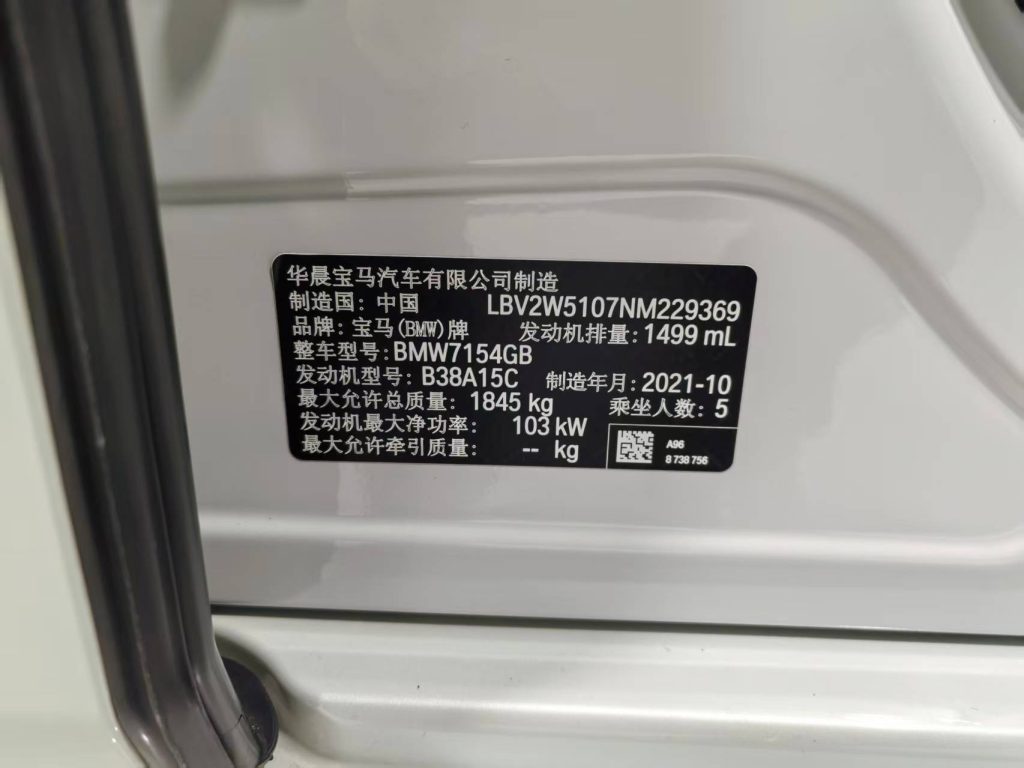 华晨宝马汽车有限公司制造
制造国：中国 LBV2W5107NM229369
品牌：宝马(BMW)牌 发动机排量：1499 mL
整车型号：BMW7154GB
发动机型号：B38A15C 制造年月：2021-10
最大允许总质量：1845 kg 乘坐人数：5
发动机最大净功率：103 kW
最大允许牵引质量：-- kg
A96
8 738 756